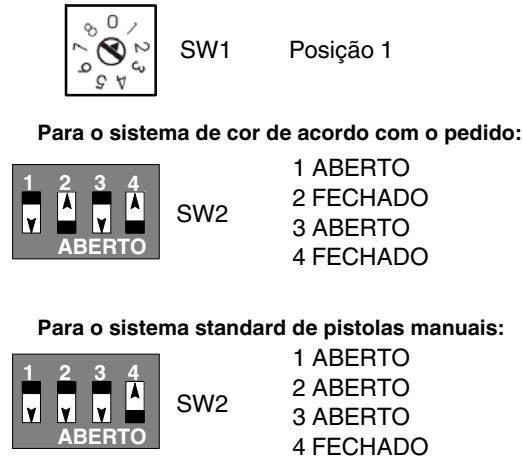 0 1 2 3 4 5 6 7 8
SW1 Posição 1
Para o sistema de cor de acordo com o pedido:
1 2 3 4
ABERTO
SW2
1 ABERTO
2 FECHADO
3 ABERTO
4 FECHADO
Para o sistema standard de pistolas manuais:
1 2 3 4
ABERTO
SW2
1 ABERTO
2 ABERTO
3 ABERTO
4 FECHADO